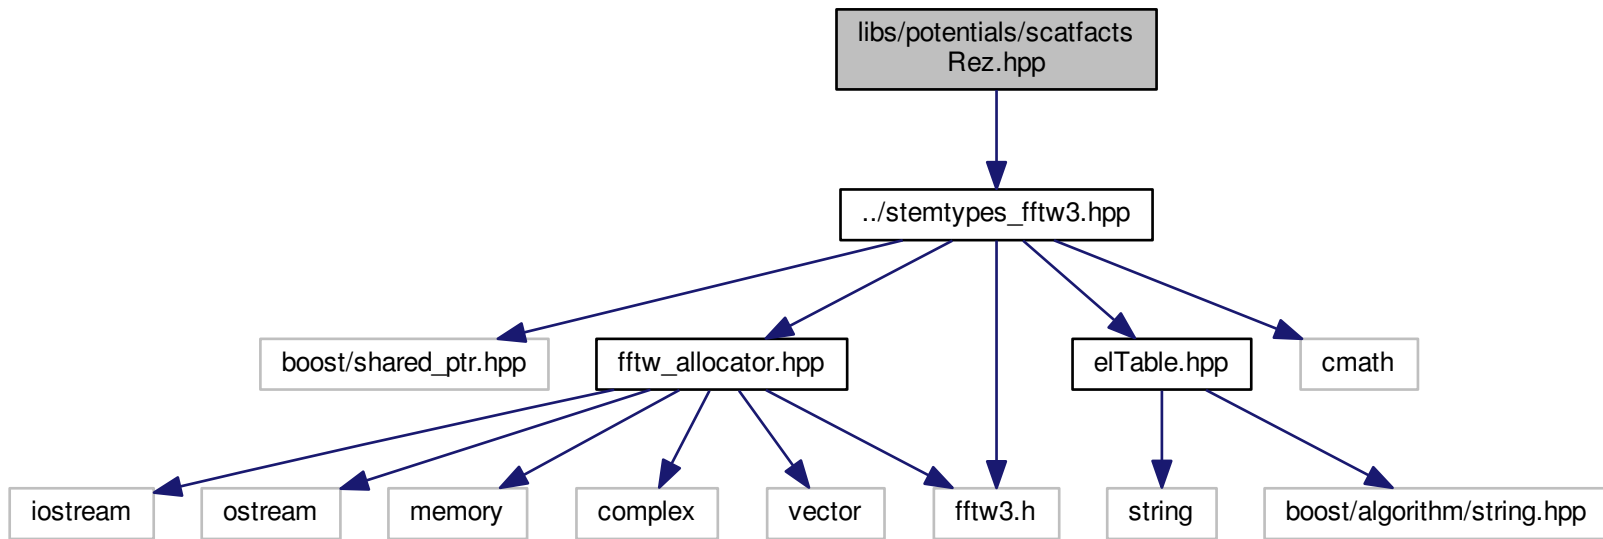 libs/potentials/scatfacts
Rez.hpp
../stemtypes_fftw3.hpp
boost/shared_ptr.hpp
fftw_allocator.hpp
elTable.hpp
cmath
iostream
ostream
memory
complex
vector
fftw3.h
string
boost/algorithm/string.hpp